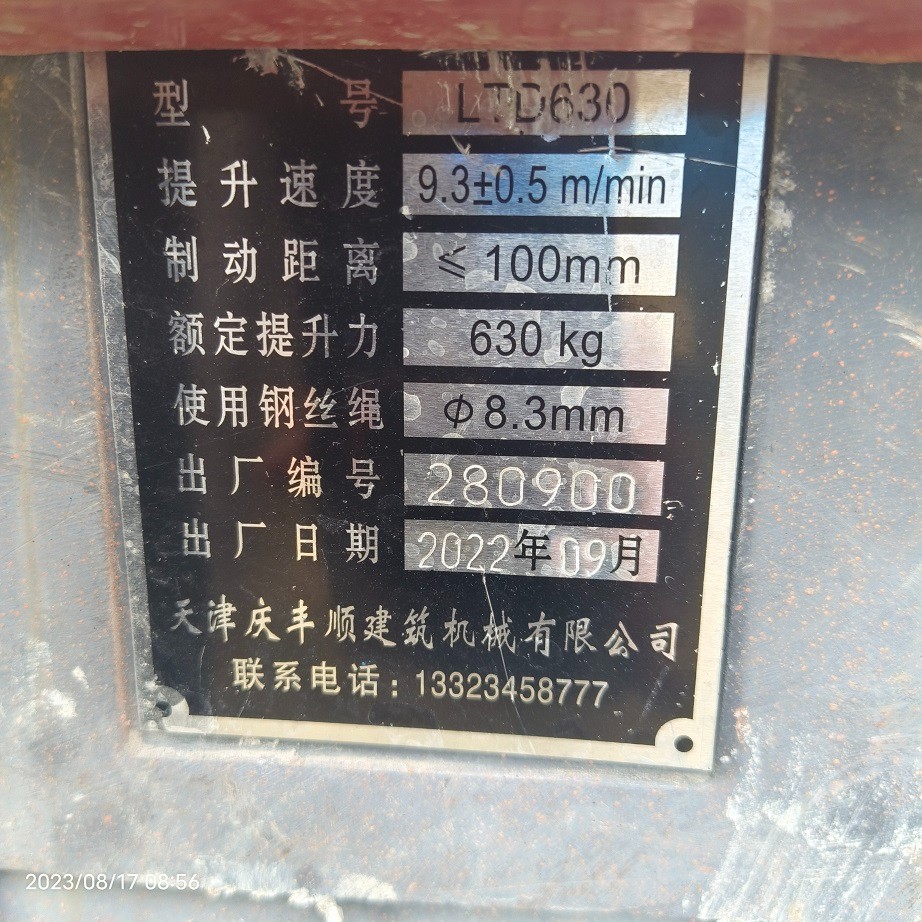 型号 LTD630
提升速度 9.3±0.5 m/min
制动距离 ≤ 100mm
额定提升力 630 kg
使用钢丝绳 Φ8.3mm
出厂编号 280900
出厂日期 2022年09月
天津庆丰顺建筑机械有限公司
联系电话：13323458777
2023/08/17 08:56